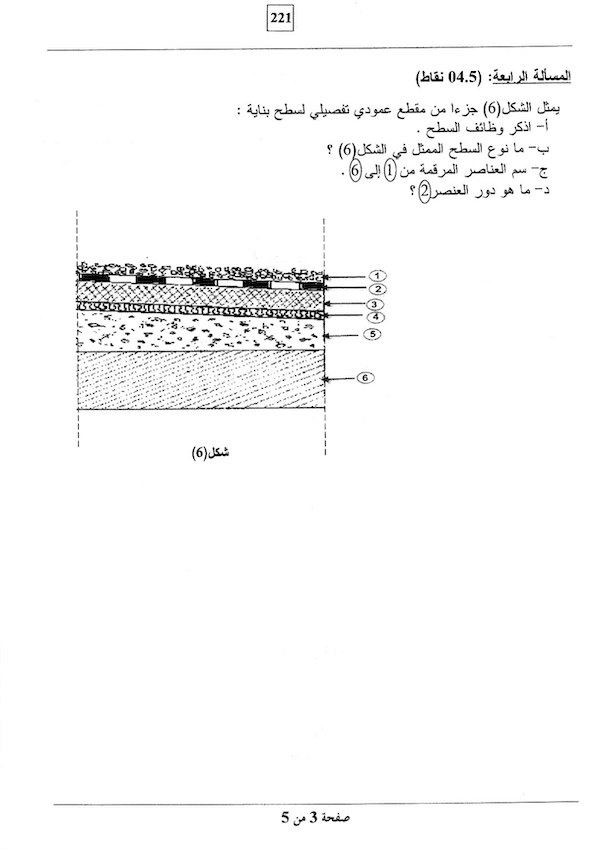 221
المسألة الرابعة: (04.5 نقاط)
يمثل الشكل(6) جزءا من مقطع عمودي تفصيلي لسطح بناية :
أ- اذكر وظائف السطح .
ب- ما نوع السطح الممثل في الشكل(6) ؟
ج- سم العناصر المرقمة من 1 إلى 6 .
د- ما هو دور العنصر 2 ؟
1
2
3
4
5
6
شكل(6)
صفحة 3 من 5